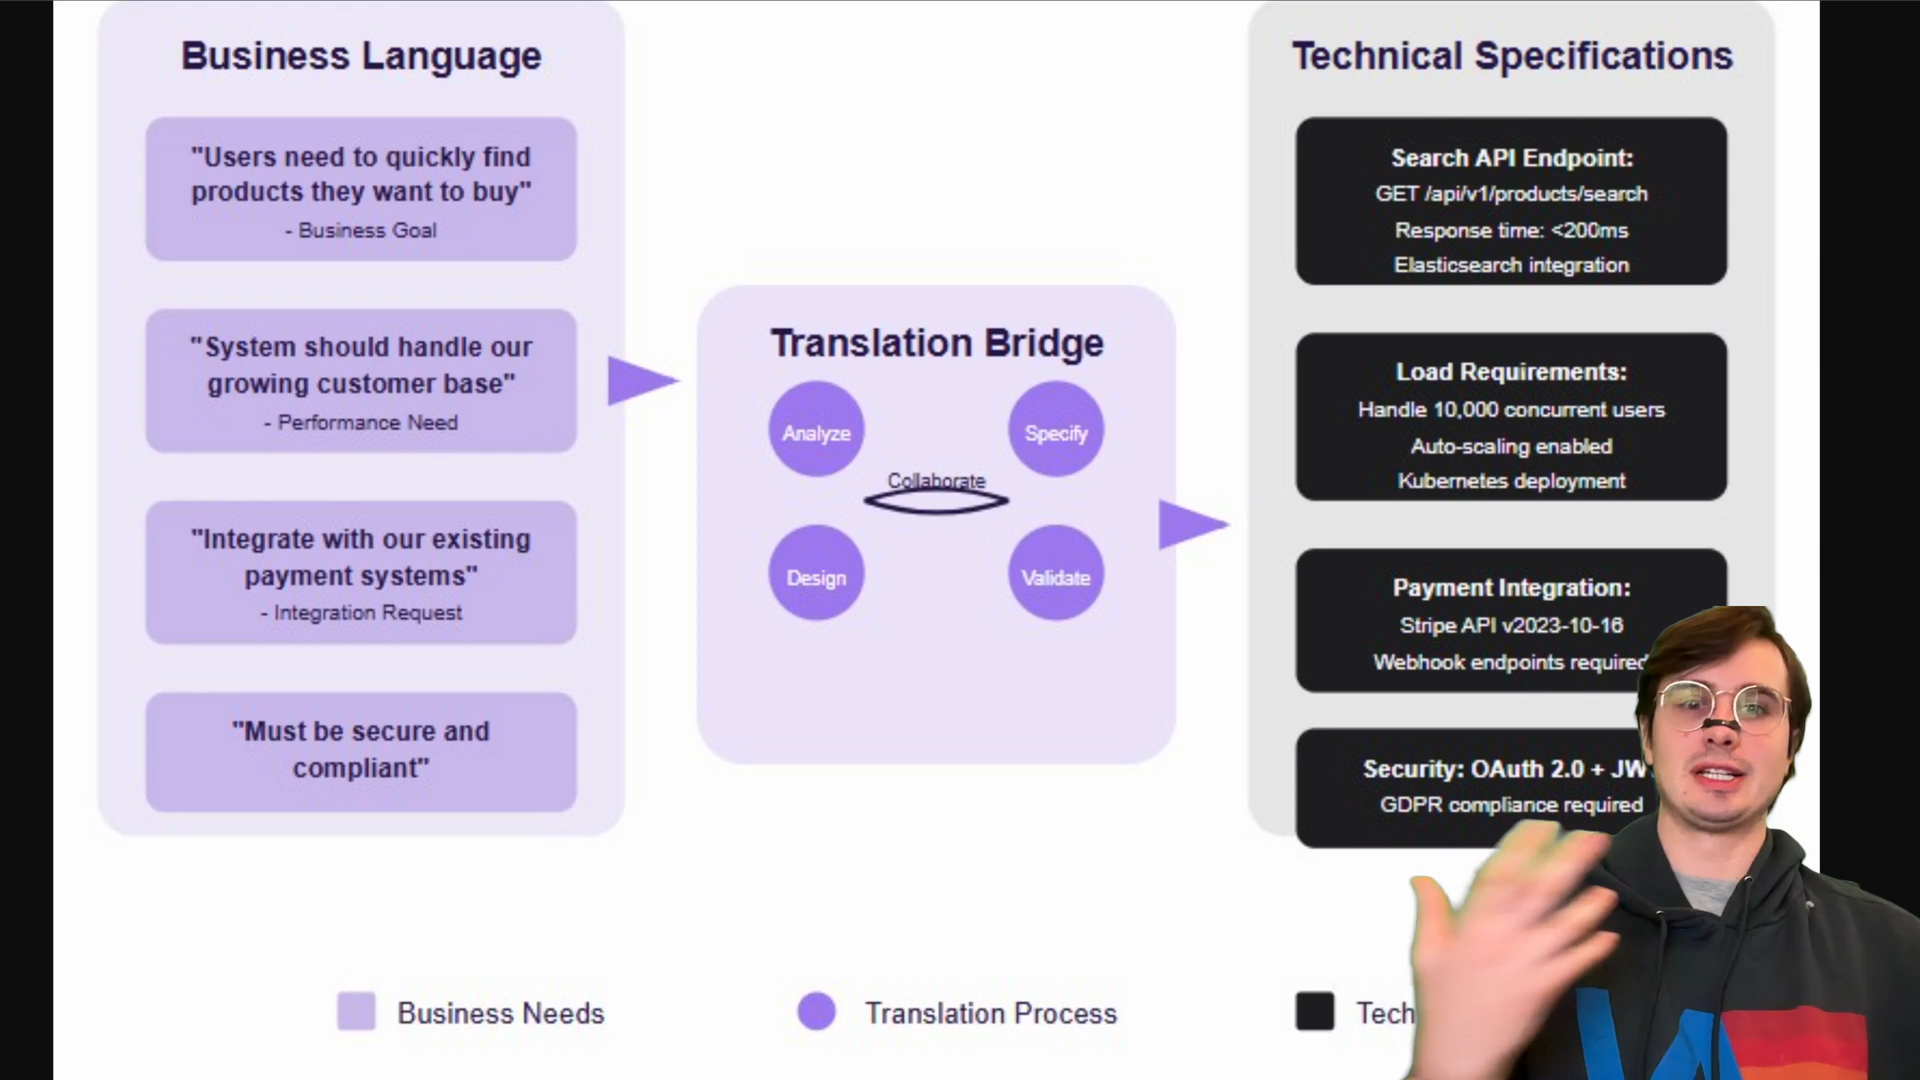 Business Language
"Users need to quickly find
products they want to buy"
- Business Goal
"System should handle our
growing customer base"
- Performance Need
"Integrate with our existing
payment systems"
- Integration Request
"Must be secure and
compliant"
Translation Bridge
Analyze
Specify
Collaborate
Design
Validate
Technical Specifications
Search API Endpoint:
GET /api/v1/products/search
Response time: <200ms
Elasticsearch integration
Load Requirements:
Handle 10,000 concurrent users
Auto-scaling enabled
Kubernetes deployment
Payment Integration:
Stripe API v2023-10-16
Webhook endpoints required
Security: OAuth 2.0 + JW
GDPR compliance required
Business Needs
Translation Process
Tech